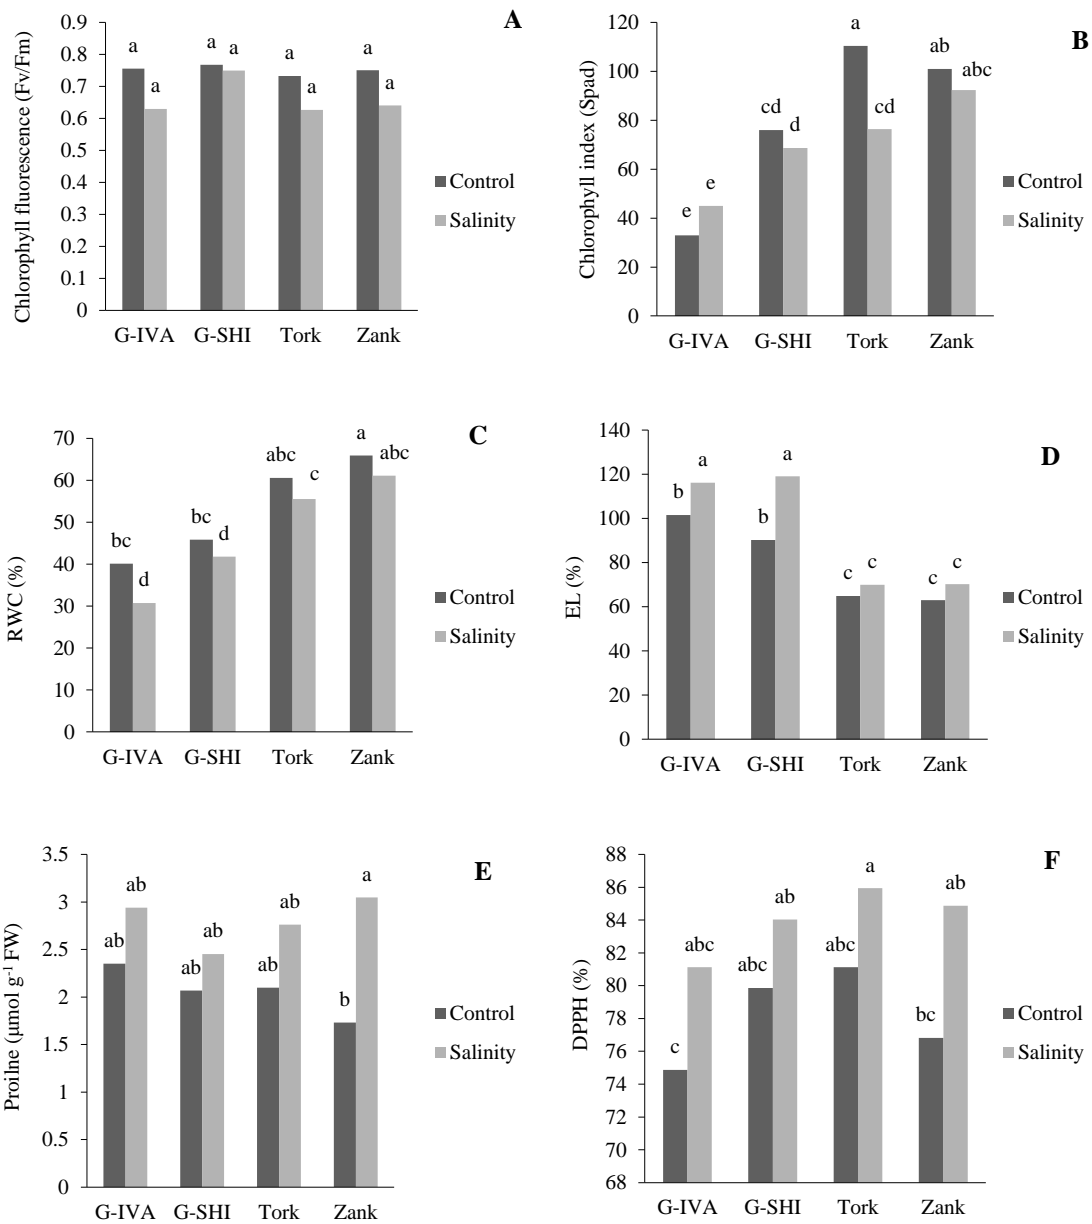 A
Chlorophyll fluorescence (Fv/Fm)
0.9
0.8
0.7
0.6
0.5
0.4
0.3
0.2
0.1
0
a
a
a
a
a
a
a
a
G-IVA
G-SHI
Tork
Zank
Control
Salinity
B
Chlorophyll index (Spad)
120
100
80
60
40
20
0
e
e
cd
d
a
cd
ab
abc
G-IVA
G-SHI
Tork
Zank
Control
Salinity
C
RWC (%)
70
60
50
40
30
20
10
0
bc
d
bc
d
abc
c
a
abc
G-IVA
G-SHI
Tork
Zank
Control
Salinity
D
EL (%)
140
120
100
80
60
40
20
0
b
a
b
a
c
c
c
c
G-IVA
G-SHI
Tork
Zank
Control
Salinity
E
Proilne (µmol g⁻¹ FW)
3.5
3
2.5
2
1.5
1
0.5
0
ab
ab
ab
ab
ab
ab
b
a
G-IVA
G-SHI
Tork
Zank
Control
Salinity
F
DPPH (%)
88
86
84
82
80
78
76
74
72
70
68
c
abc
abc
ab
abc
a
bc
ab
G-IVA
G-SHI
Tork
Zank
Control
Salinity